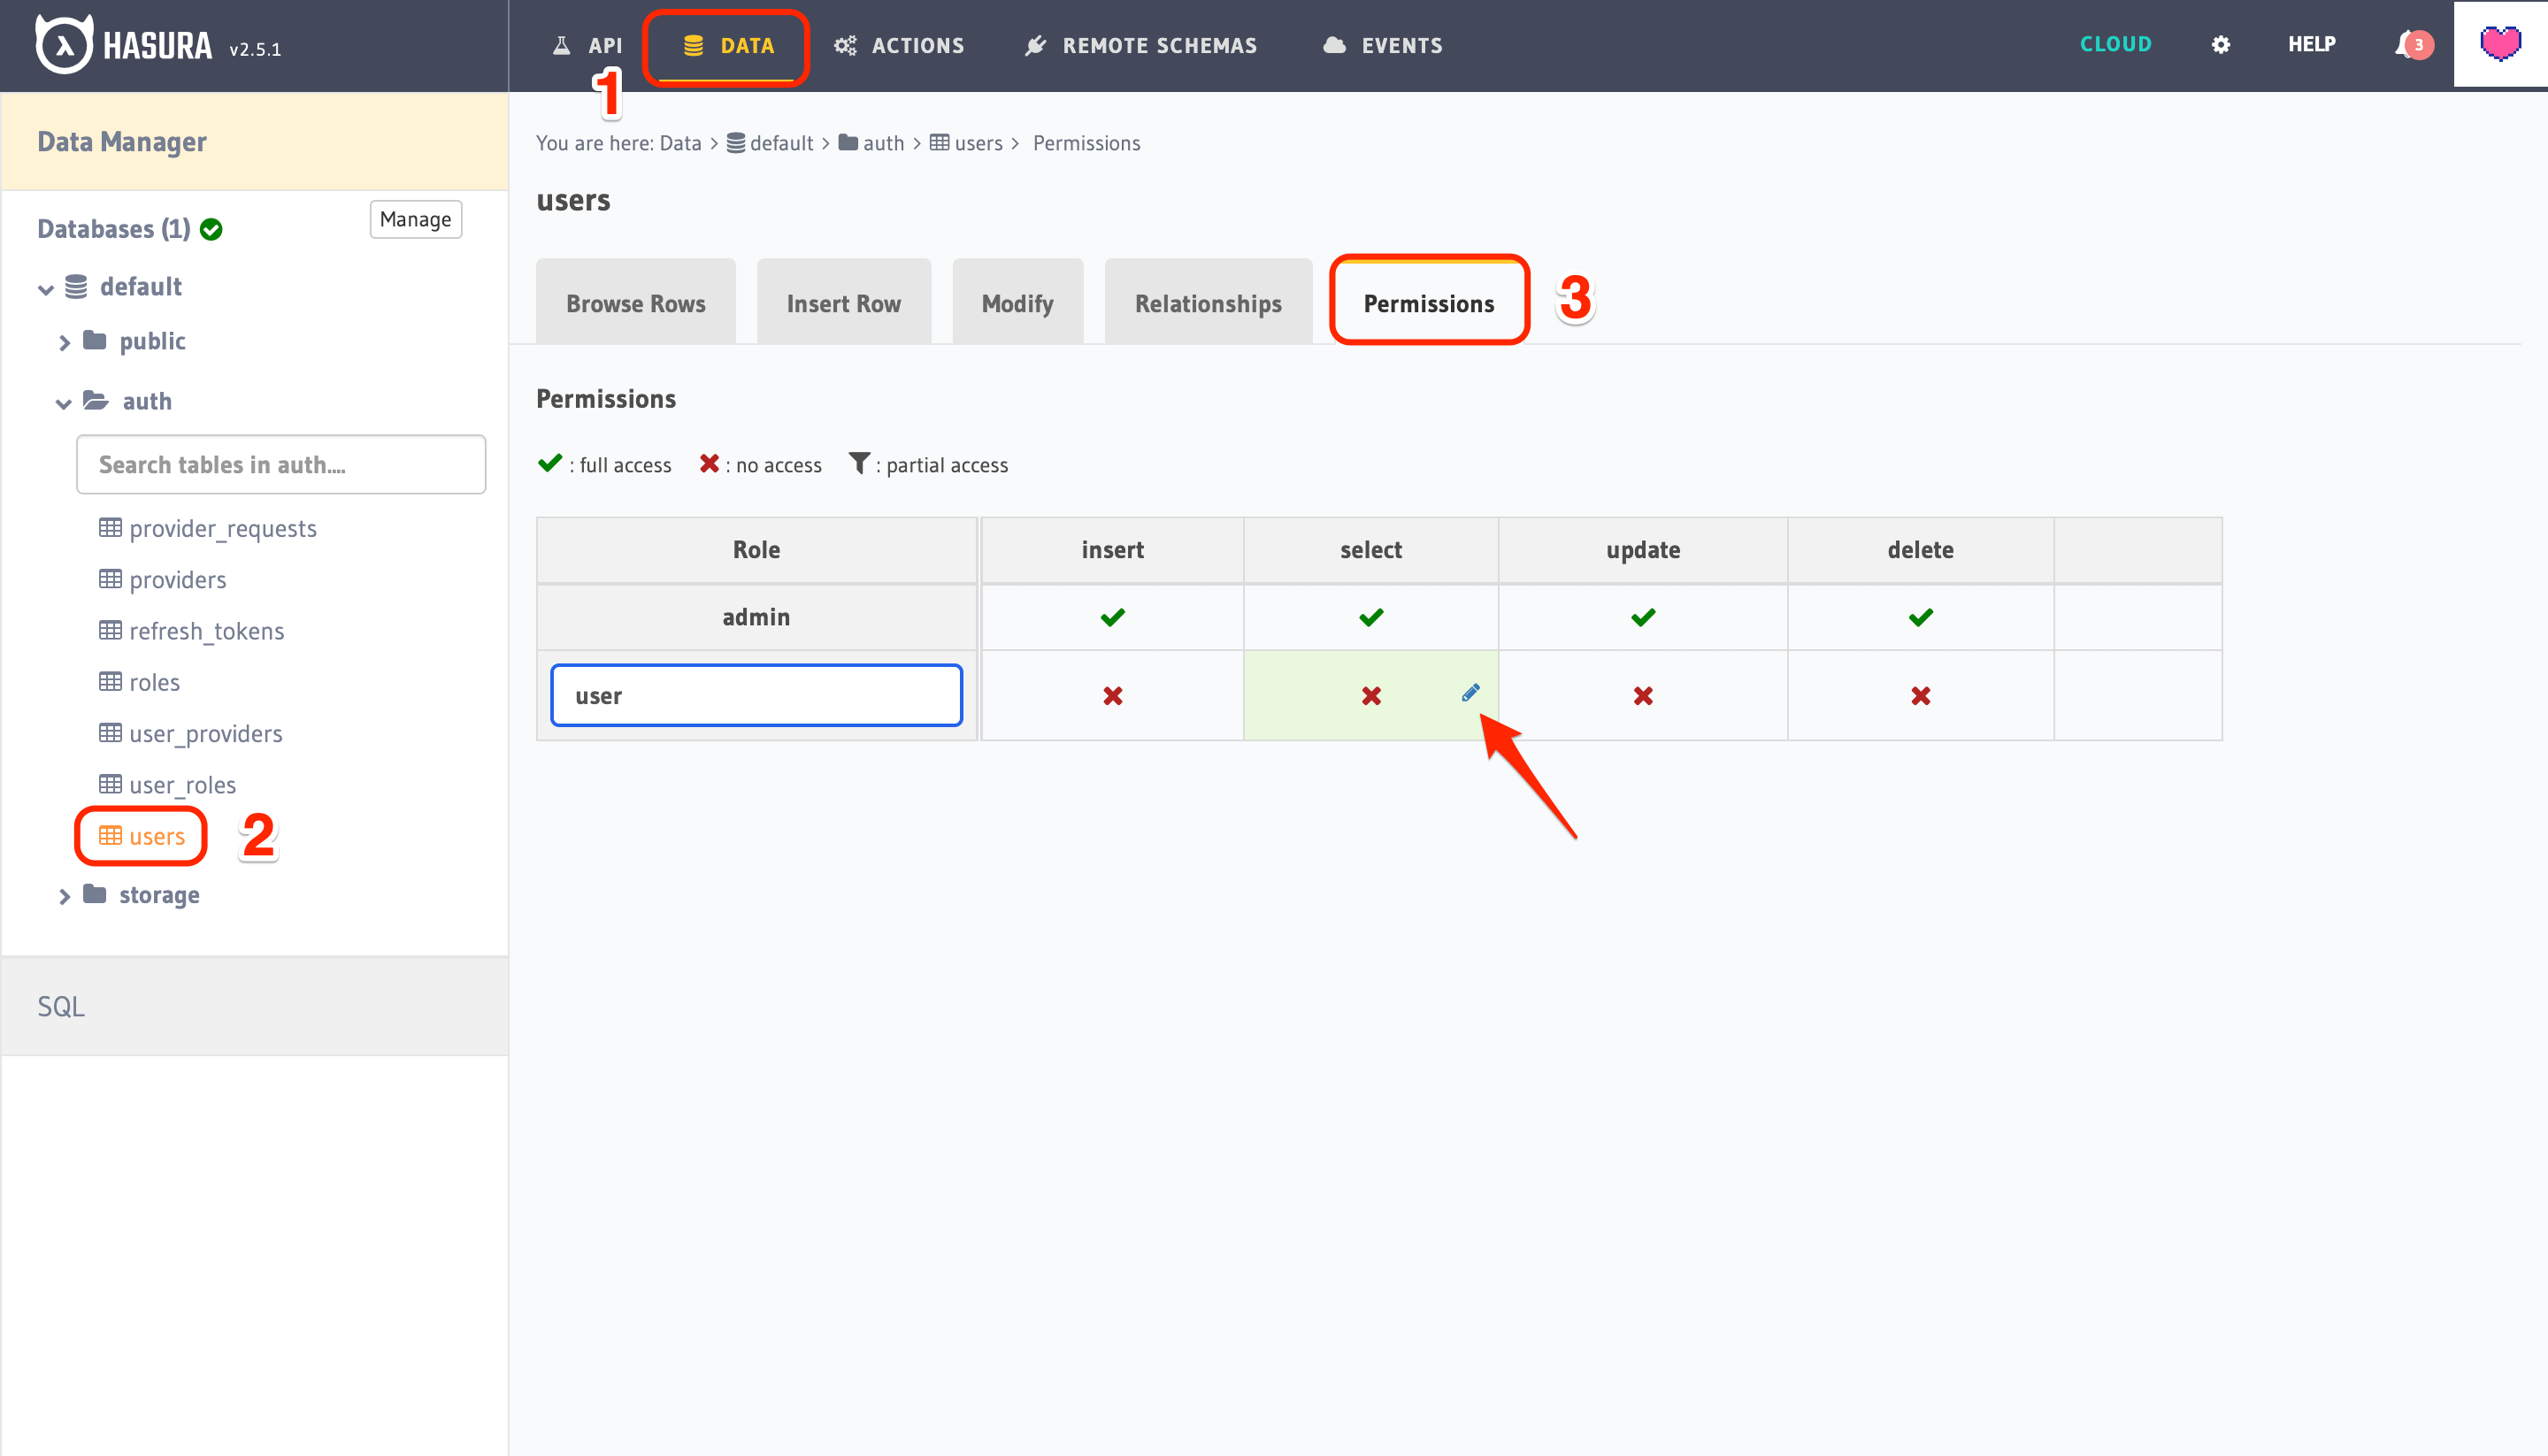 HASURA v2.5.1
API DATA ACTIONS REMOTE SCHEMAS EVENTS CLOUD HELP 3
1
Data Manager
Databases (1) Manage
default
public
auth
Search tables in auth....
provider_requests
providers
refresh_tokens
roles
user_providers
user_roles
users 2
storage
SQL
You are here: Data > default > auth > users > Permissions
users
Browse Rows Insert Row Modify Relationships Permissions 3
Permissions
: full access : no access : partial access
Role insert select update delete
admin
user